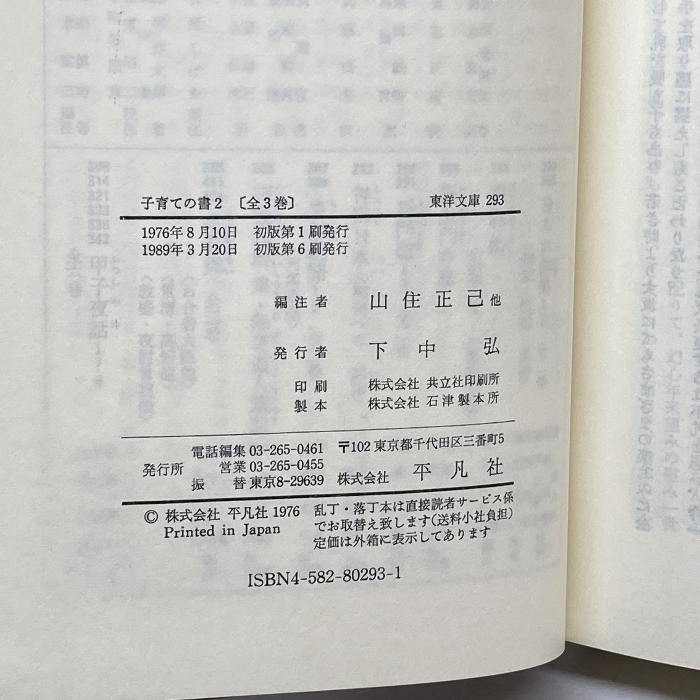 子育ての書2 〔全3巻〕 東洋文庫 293
1976年8月10日 初版第1刷発行
1989年3月20日 初版第6刷発行
編注者 山住正己他
発行者 下中弘
印刷 株式会社 共立社印刷所
製本 株式会社 石津製本所
発行所
電話編集 03-265-0461
営業 03-265-0455
振替 東京8-29639
〒102 東京都千代田区三番町5
株式会社 平凡社
© 株式会社 平凡社 1976
Printed in Japan
乱丁・落丁本は直接読者サービス係
でお取替え致します(送料小社負担)
定価は外箱に表示してあります
ISBN4-582-80293-1